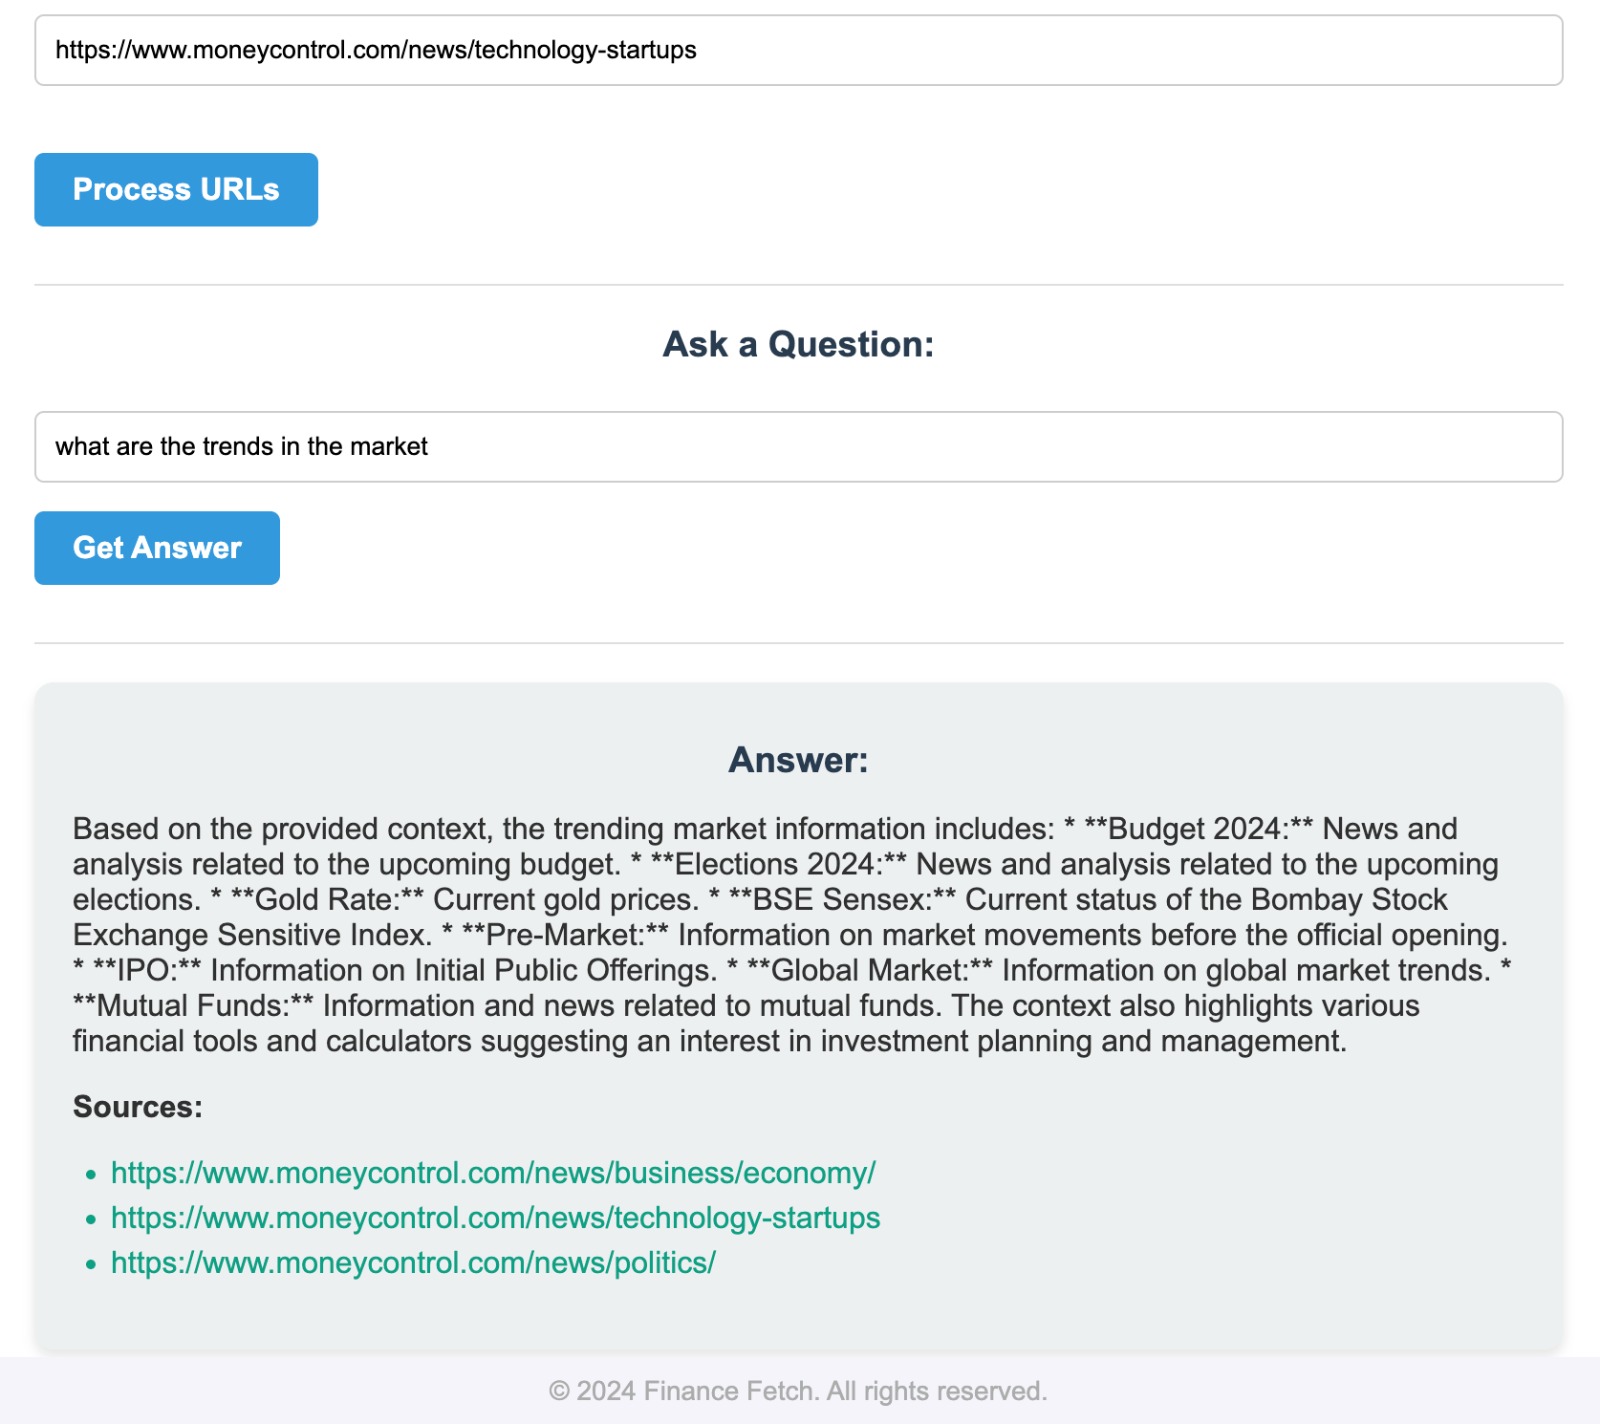 https://www.moneycontrol.com/news/technology-startups
Process URLs
Ask a Question:
what are the trends in the market
Get Answer
Answer:
Based on the provided context, the trending market information includes: * **Budget 2024:** News and
analysis related to the upcoming budget. * **Elections 2024:** News and analysis related to the upcoming
elections. * **Gold Rate:** Current gold prices. * **BSE Sensex:** Current status of the Bombay Stock
Exchange Sensitive Index. * **Pre-Market:** Information on market movements before the official opening.
* **IPO:** Information on Initial Public Offerings. * **Global Market:** Information on global market trends. *
**Mutual Funds:** Information and news related to mutual funds. The context also highlights various
financial tools and calculators suggesting an interest in investment planning and management.
Sources:
• https://www.moneycontrol.com/news/business/economy/
• https://www.moneycontrol.com/news/technology-startups
• https://www.moneycontrol.com/news/politics/
© 2024 Finance Fetch. All rights reserved.